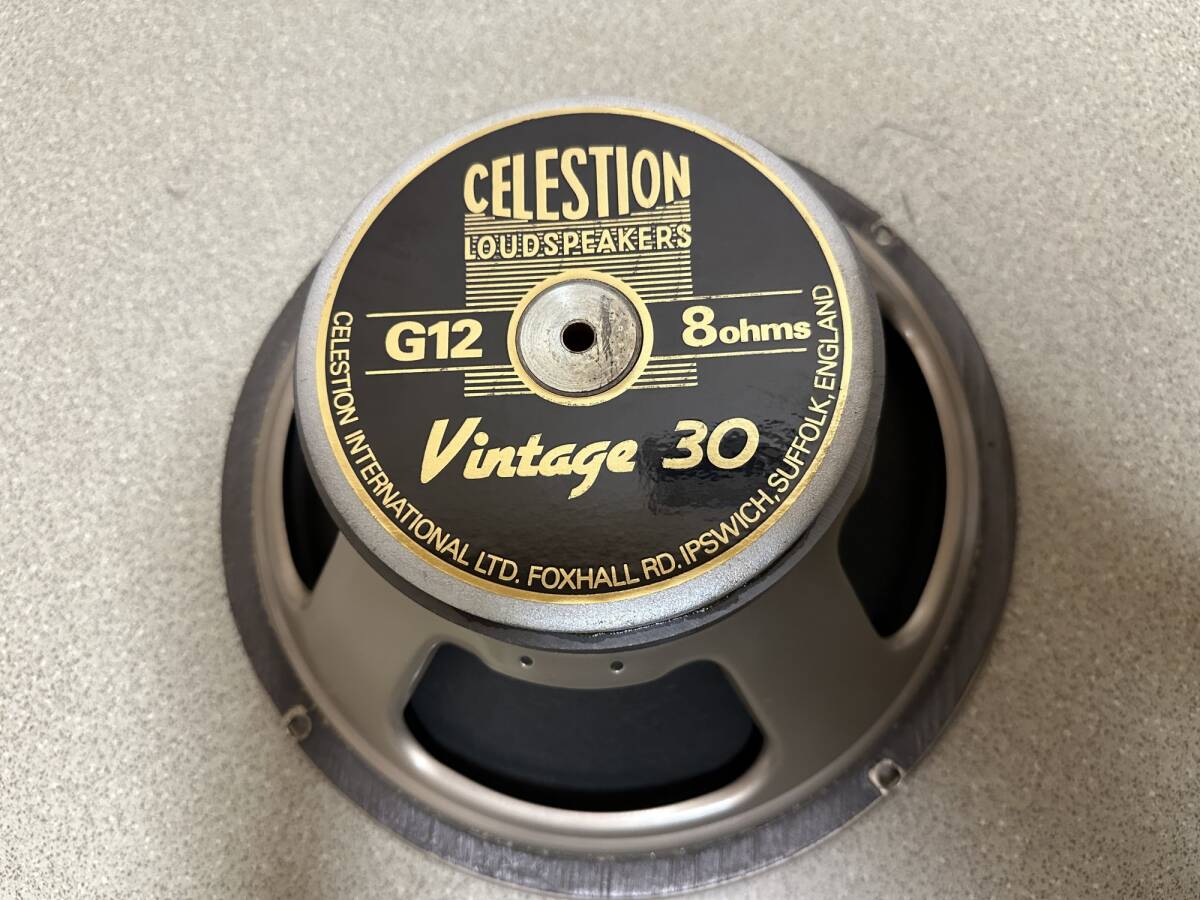 CELESTION
LOUDSPEAKERS
G12
8ohms
Vintage 30
CELESTION INTERNATIONAL LTD. FOXHALL RD. IPSWICH, SUFFOLK, ENGLAND